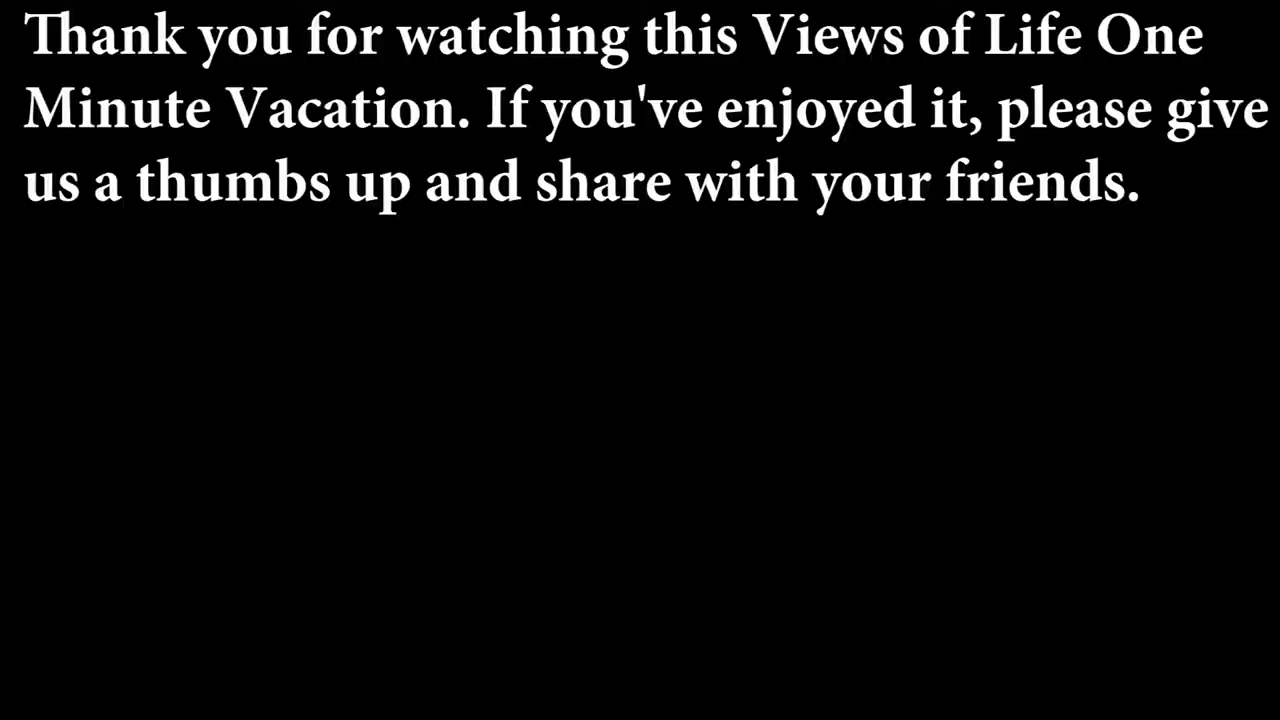 Thank you for watching this Views of Life One
Minute Vacation. If you've enjoyed it, please give
us a thumbs up and share with your friends.